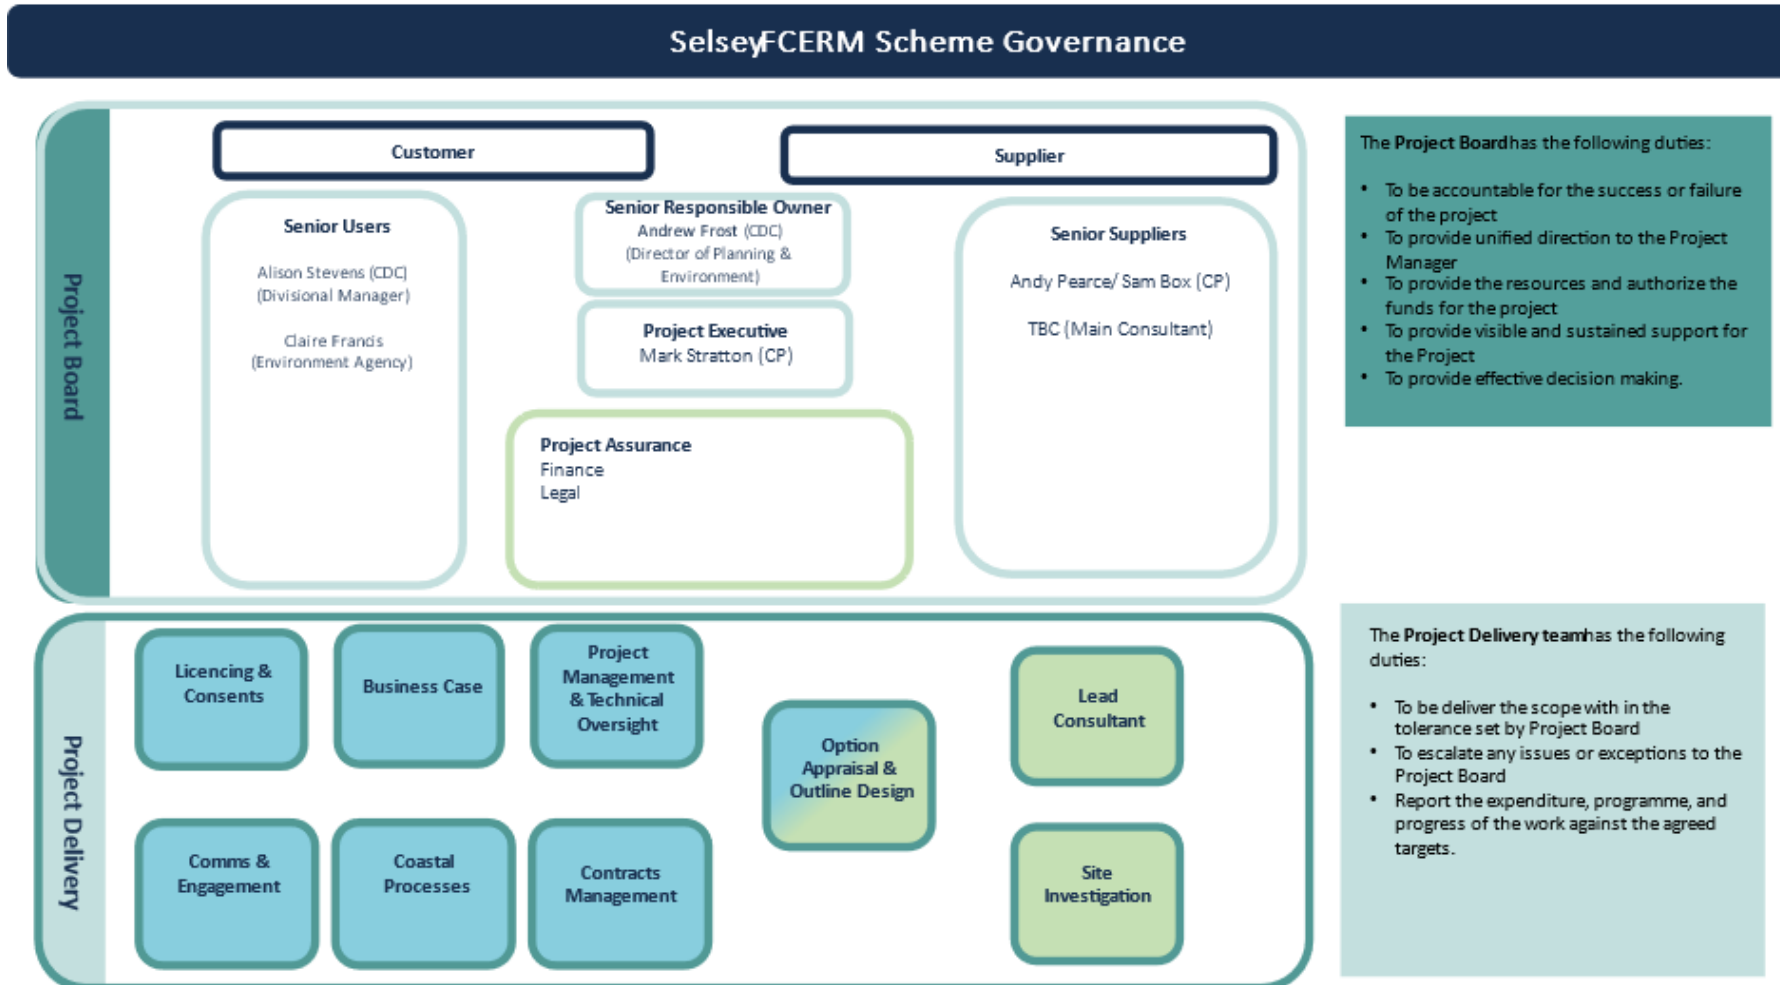 SelseyFCERM Scheme Governance
Project Board
Customer
Supplier
Senior Users
Alison Stevens (CDC)
(Divisional Manager)
Claire Francis
(Environment Agency)
Senior Responsible Owner
Andrew Frost (CDC)
(Director of Planning &
Environment)
Project Executive
Mark Stratton (CP)
Project Assurance
Finance
Legal
Senior Suppliers
Andy Pearce/ Sam Box (CP)
TBC (Main Consultant)
The Project Boardhas the following duties:
• To be accountable for the success or failure
of the project
• To provide unified direction to the Project
Manager
• To provide the resources and authorize the
funds for the project
• To provide visible and sustained support for
the Project
• To provide effective decision making.
Project Delivery
Licencing &
Consents
Business Case
Project
Management
& Technical
Oversight
Option
Appraisal &
Outline Design
Lead
Consultant
Comms &
Engagement
Coastal
Processes
Contracts
Management
Site
Investigation
The Project Delivery teamhas the following
duties:
• To be deliver the scope with in the
tolerance set by Project Board
• To escalate any issues or exceptions to the
Project Board
• Report the expenditure, programme, and
progress of the work against the agreed
targets.